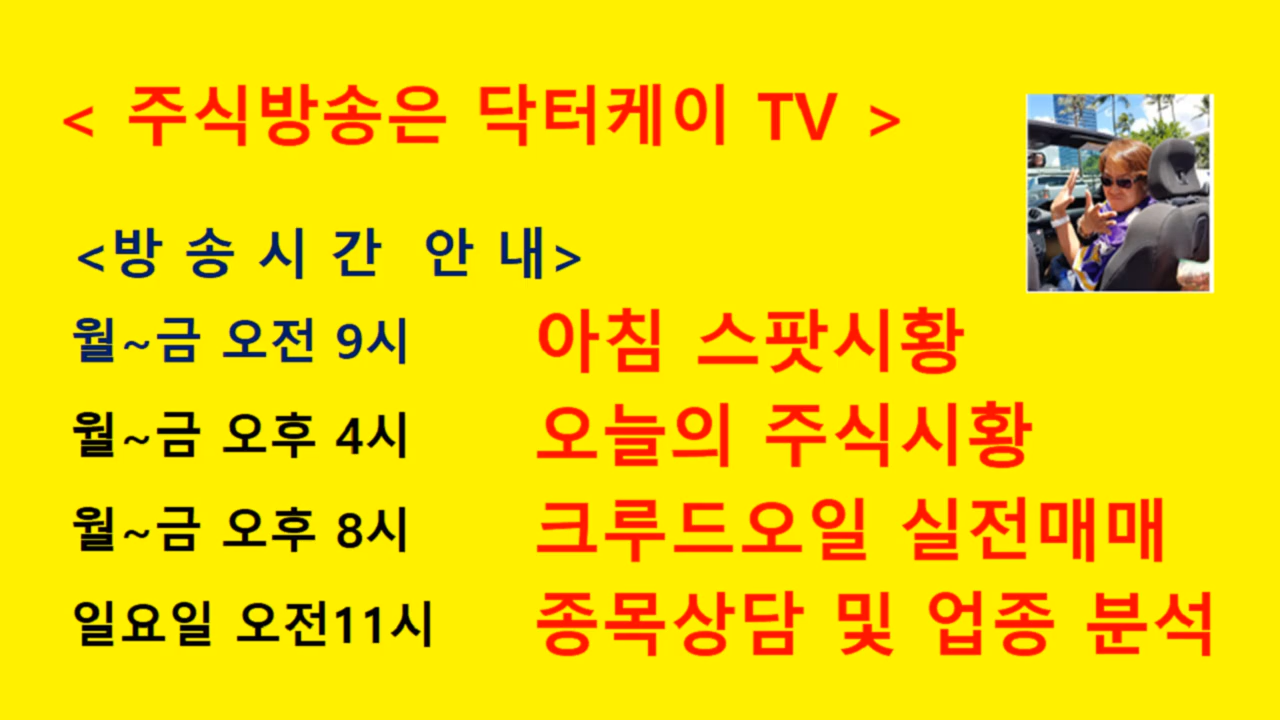 < 주식방송은 닥터케이 TV >
<방 송 시 간 안 내>
월~금 오전 9시 아침 스팟시황
월~금 오후 4시 오늘의 주식시황
월~금 오후 8시 크루드오일 실전매매
일요일 오전11시 종목상담 및 업종 분석